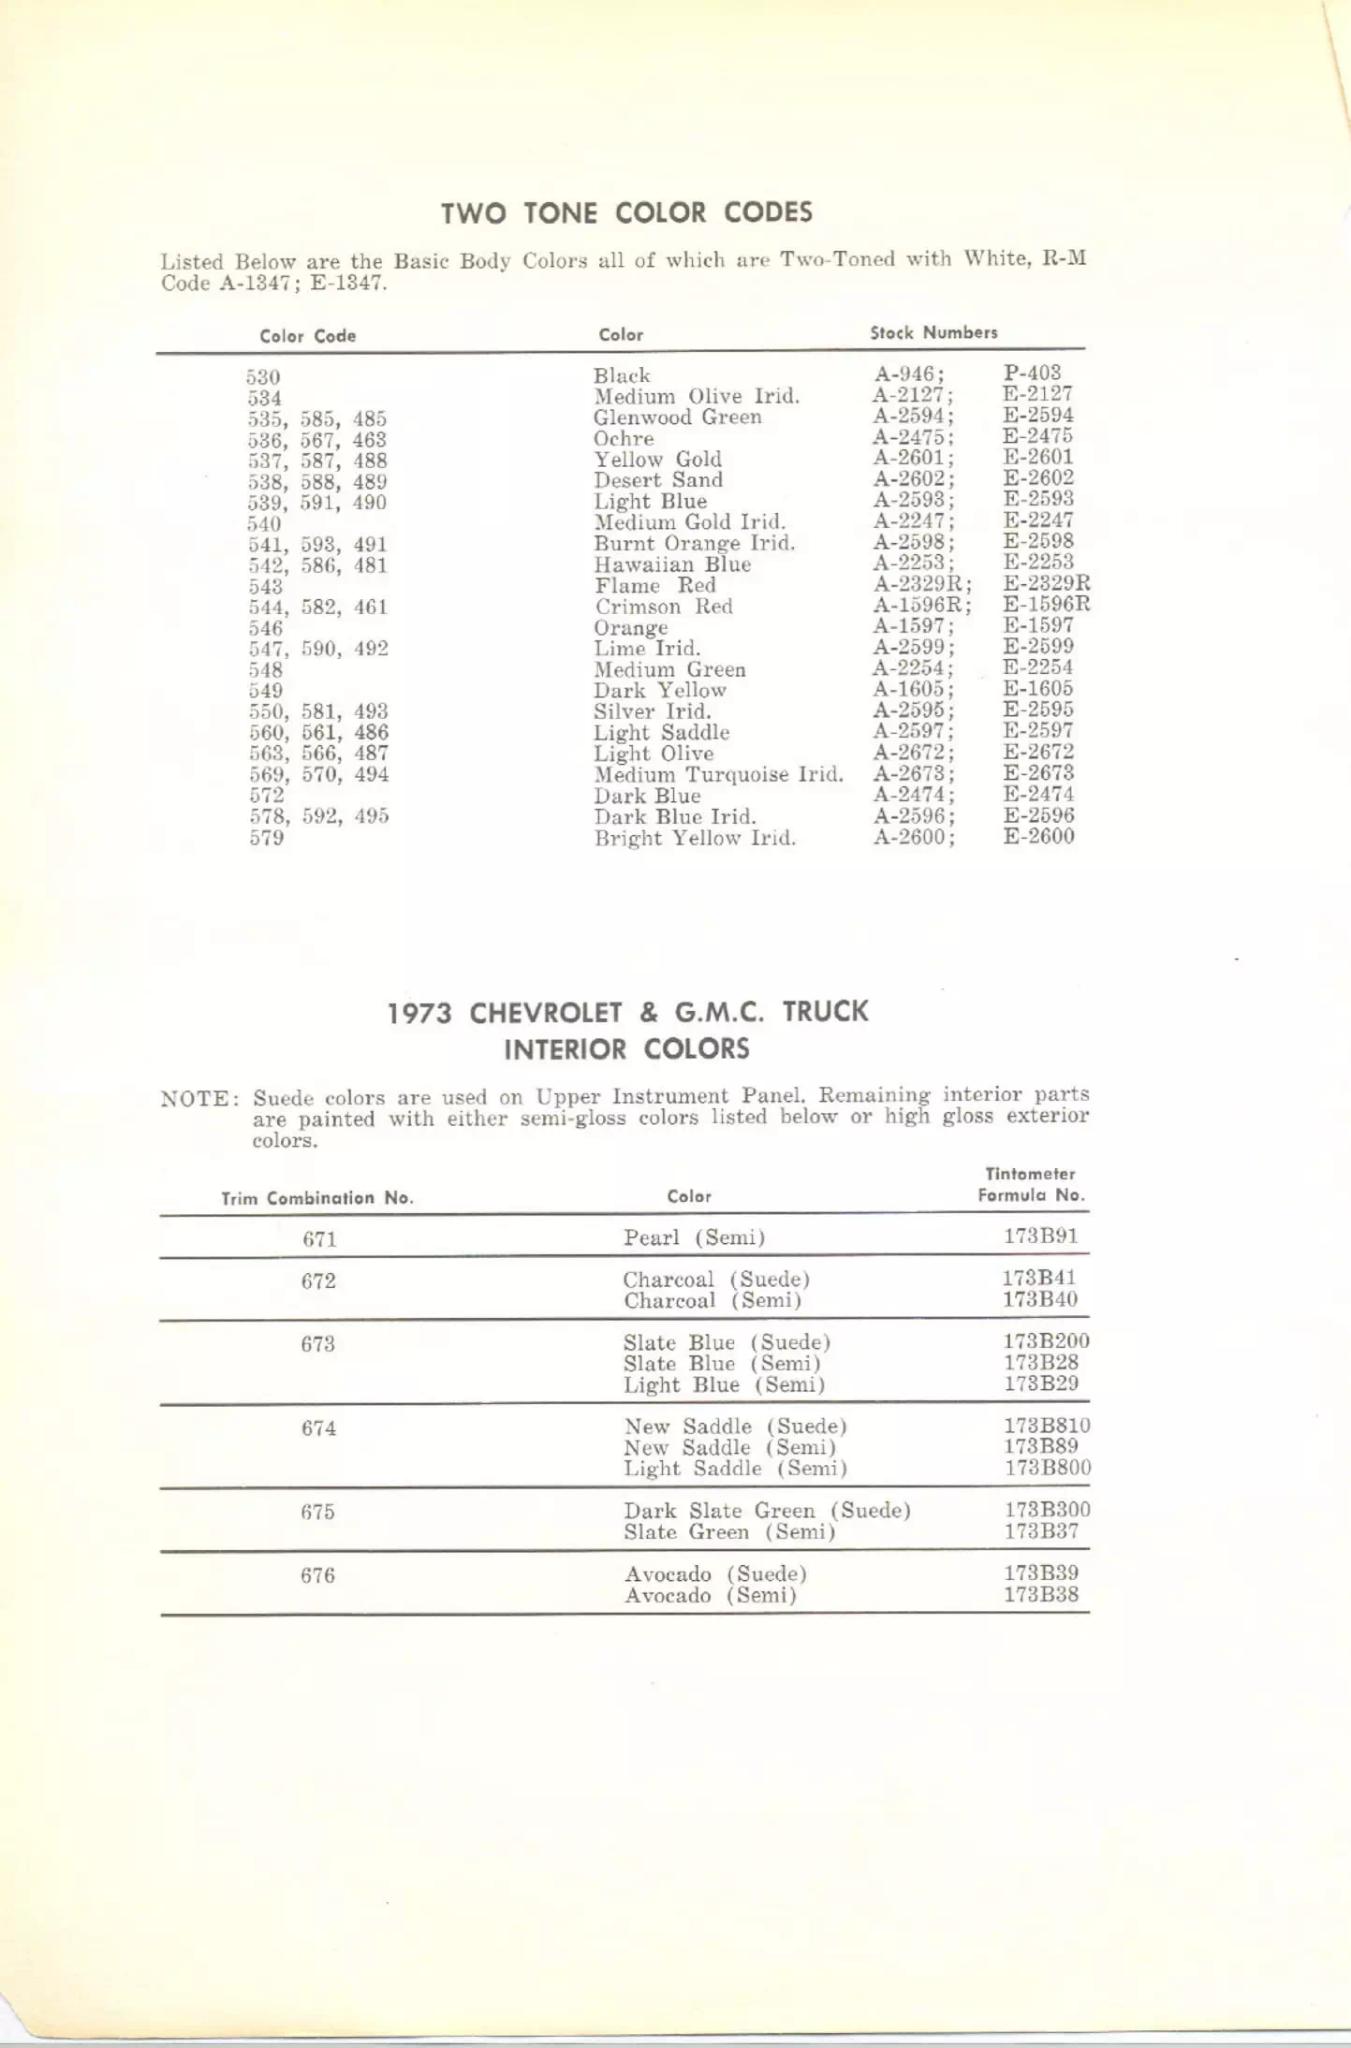 TWO TONE COLOR CODES
Listed Below are the Basic Body Colors all of which are Two-Toned with White, R-M
Code A-1347; E-1347.
Color Code Color Stock Numbers
530 Black A-946; P-403
534 Medium Olive Irid. A-2127; E-2127
535, 585, 485 Glenwood Green A-2594; E-2594
536, 567, 463 Ochre A-2475; E-2475
537, 587, 488 Yellow Gold A-2601; E-2601
538, 588, 489 Desert Sand A-2602; E-2602
539, 591, 490 Light Blue A-2593; E-2593
540 Medium Gold Irid. A-2247; E-2247
541, 593, 491 Burnt Orange Irid. A-2598; E-2598
542, 586, 481 Hawaiian Blue A-2253; E-2253
543 Flame Red A-2329R; E-2329R
544, 582, 461 Crimson Red A-1596R; E-1596R
546 Orange A-1597; E-1597
547, 590, 492 Lime Irid. A-2599; E-2599
548 Medium Green A-2254; E-2254
549 Dark Yellow A-1605; E-1605
550, 581, 493 Silver Irid. A-2595; E-2595
560, 561, 486 Light Saddle A-2597; E-2597
563, 566, 487 Light Olive A-2672; E-2672
569, 570, 494 Medium Turquoise Irid. A-2673; E-2673
572 Dark Blue A-2474; E-2474
578, 592, 495 Dark Blue Irid. A-2596; E-2596
579 Bright Yellow Irid. A-2600; E-2600
1973 CHEVROLET & G.M.C. TRUCK
INTERIOR COLORS
NOTE: Suede colors are used on Upper Instrument Panel. Remaining interior parts
are painted with either semi-gloss colors listed below or high gloss exterior
colors.
Tintometer
Trim Combination No. Color Formula No.
671 Pearl (Semi) 173B91
672 Charcoal (Suede) 173B41
Charcoal (Semi) 173B40
673 Slate Blue (Suede) 173B200
Slate Blue (Semi) 173B28
Light Blue (Semi) 173B29
674 New Saddle (Suede) 173B810
New Saddle (Semi) 173B89
Light Saddle (Semi) 173B800
675 Dark Slate Green (Suede) 173B300
Slate Green (Semi) 173B37
676 Avocado (Suede) 173B39
Avocado (Semi) 173B38